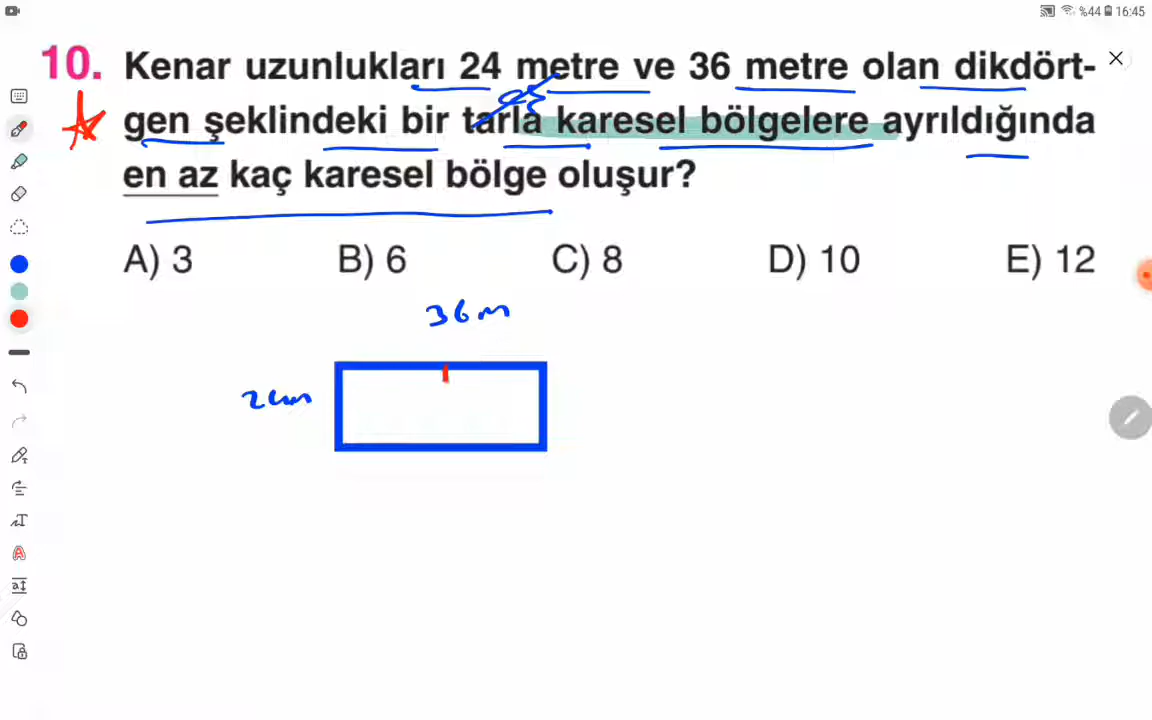 %44 16:45
10. Kenar uzunlukları 24 metre ve 36 metre olan dikdört-
gen şeklindeki bir tarla karesel bölgelere ayrıldığında
en az kaç karesel bölge oluşur?
A) 3 B) 6 C) 8 D) 10 E) 12
36m
24m